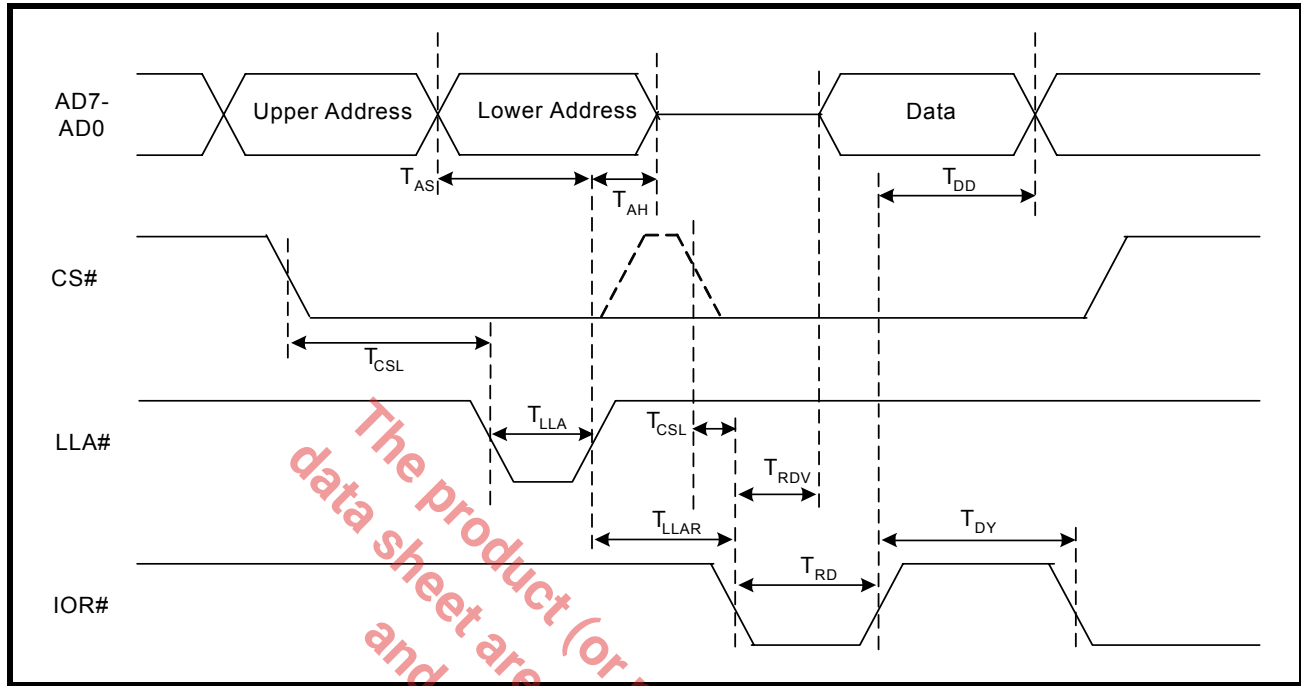 AD7-
AD0
Upper Address
Lower Address
Data
TAS
TAH
TDD
CS#
TCSL
LLA#
TLLA
TCSL
TRDV
TLLAR
TDY
TRD
IOR#
The product (or
data sheet are
and